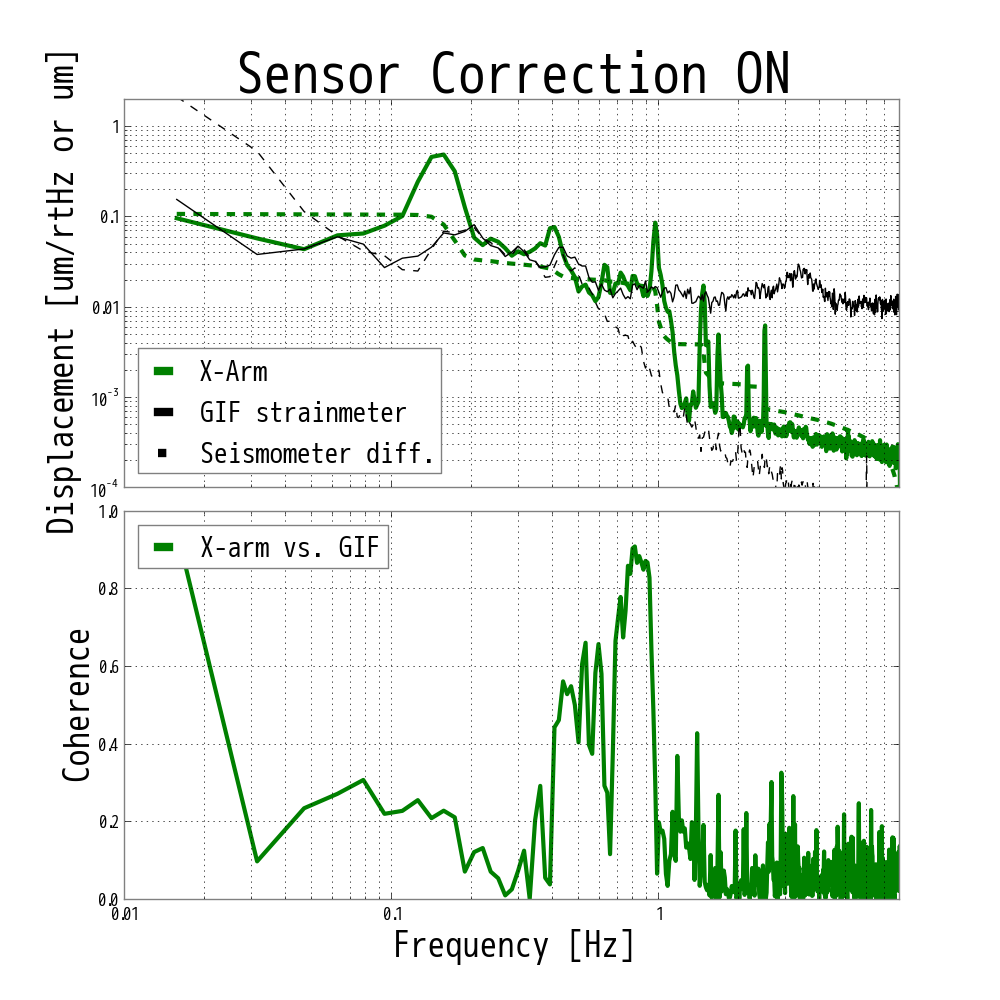 Sensor Correction ON
Displacement [um/rtHz or um]
1
0.1
0.01
10⁻³
10⁻⁴
X-Arm
GIF strainmeter
Seismometer diff.
Coherence
1.0
0.8
0.6
0.4
0.2
0.0
X-arm vs. GIF
0.01
0.1
1
Frequency [Hz]